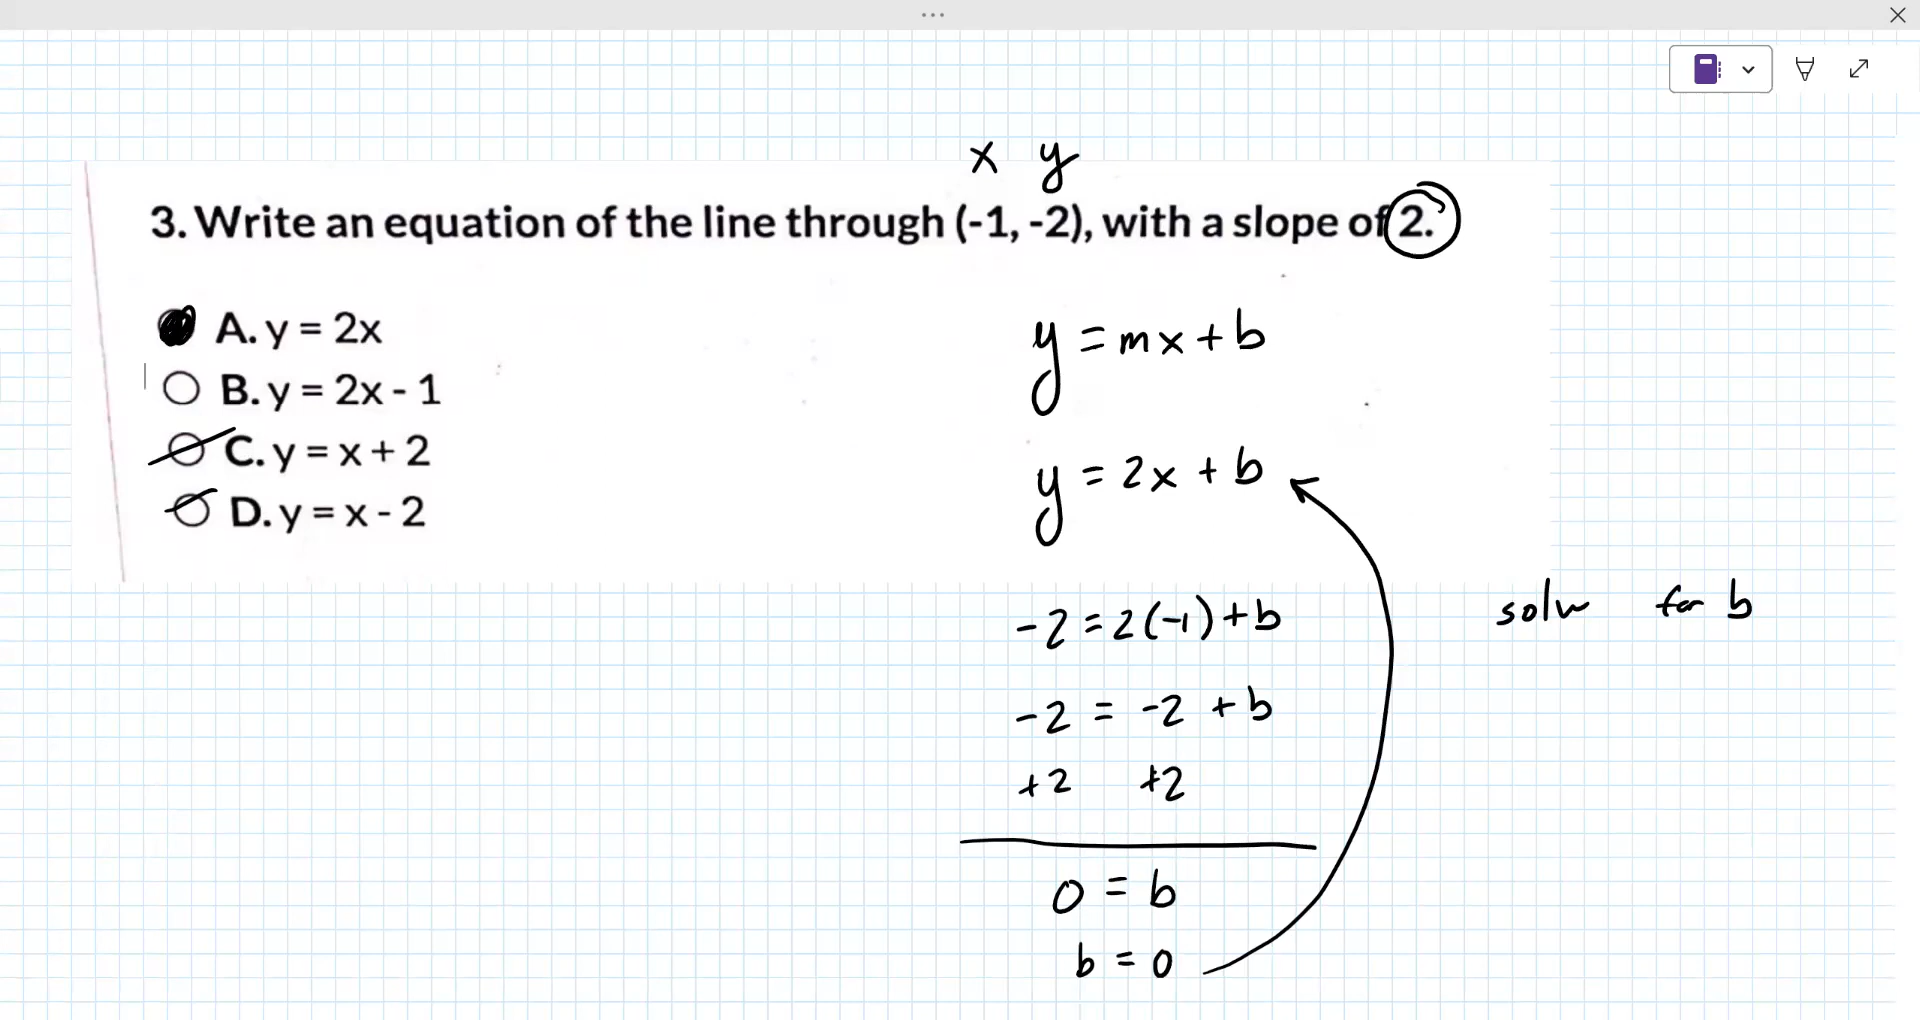 x y
3. Write an equation of the line through (-1, -2), with a slope of 2.
A. y = 2x
B. y = 2x - 1
C. y = x + 2
D. y = x - 2
y = mx + b
y = 2x + b
-2 = 2(-1) + b
solv for b
-2 = -2 + b
+2 +2
0 = b
b = 0